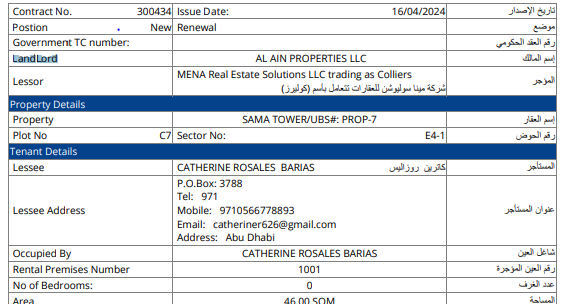 Contract No. 300434 Issue Date: 16/04/2024 تاريخ الإصدار
Postion New Renewal موضع
Government TC number: رقم العقد الحكومي
LandLord AL AIN PROPERTIES LLC إسم المالك
Lessor MENA Real Estate Solutions LLC trading as Colliers المؤجر
شركة مينا سوليوشن للعقارات تتعامل بأسم (كوليرز)
Property Details
Property SAMA TOWER/UBS#: PROP-7 إسم العقار
Plot No C7 Sector No: E4-1 رقم الحوض
Tenant Details
Lessee CATHERINE ROSALES BARIAS كاثرين روزاليس المستأجر
Lessee Address P.O.Box: 3788 عنوان المستأجر
Tel: 971
Mobile: 9710566778893
Email: catheriner626@gmail.com
Address: Abu Dhabi
Occupied By CATHERINE ROSALES BARIAS شاغل العين
Rental Premises Number 1001 رقم العين المؤجرة
No of Bedrooms: 0 عدد الغرف
Area 46.00 SQM المساحة